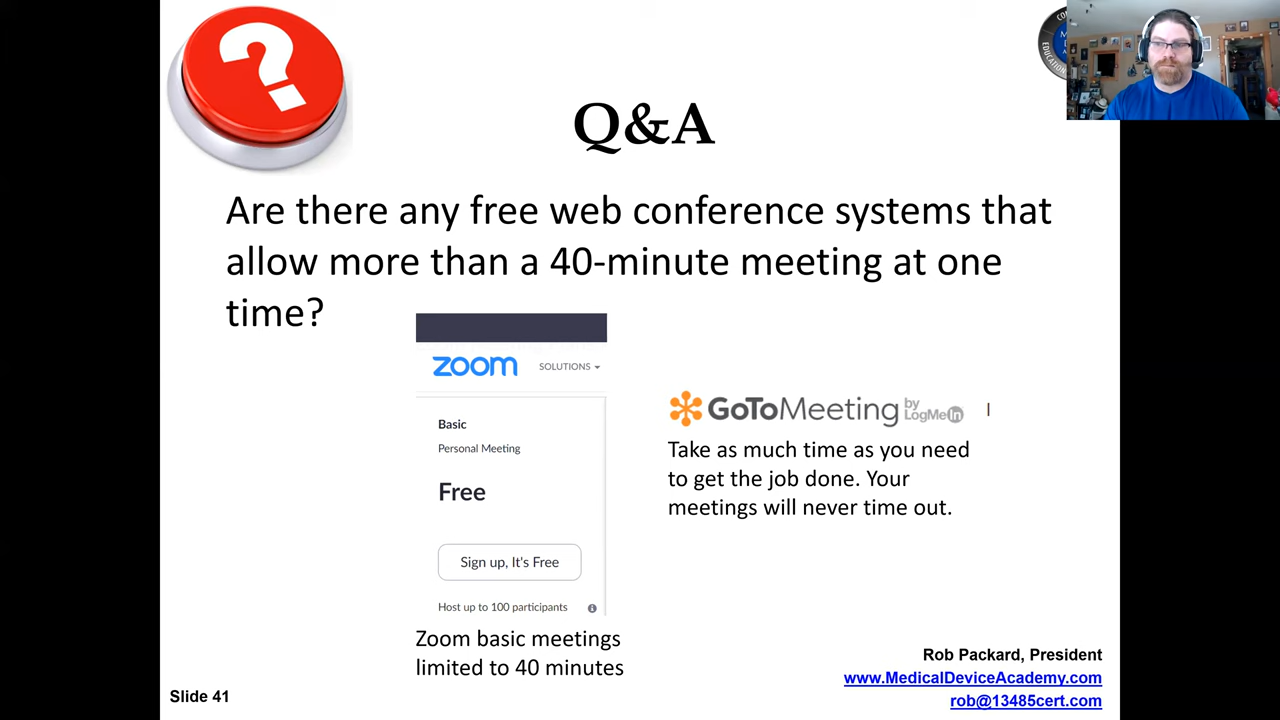 ?
Q&A
Are there any free web conference systems that
allow more than a 40-minute meeting at one
time?
zoom SOLUTIONS
Basic
Personal Meeting
Free
Sign up, It's Free
Host up to 100 participants
Zoom basic meetings
limited to 40 minutes
GoToMeeting by LogMeIn
Take as much time as you need
to get the job done. Your
meetings will never time out.
Rob Packard, President
www.MedicalDeviceAcademy.com
rob@13485cert.com
Slide 41